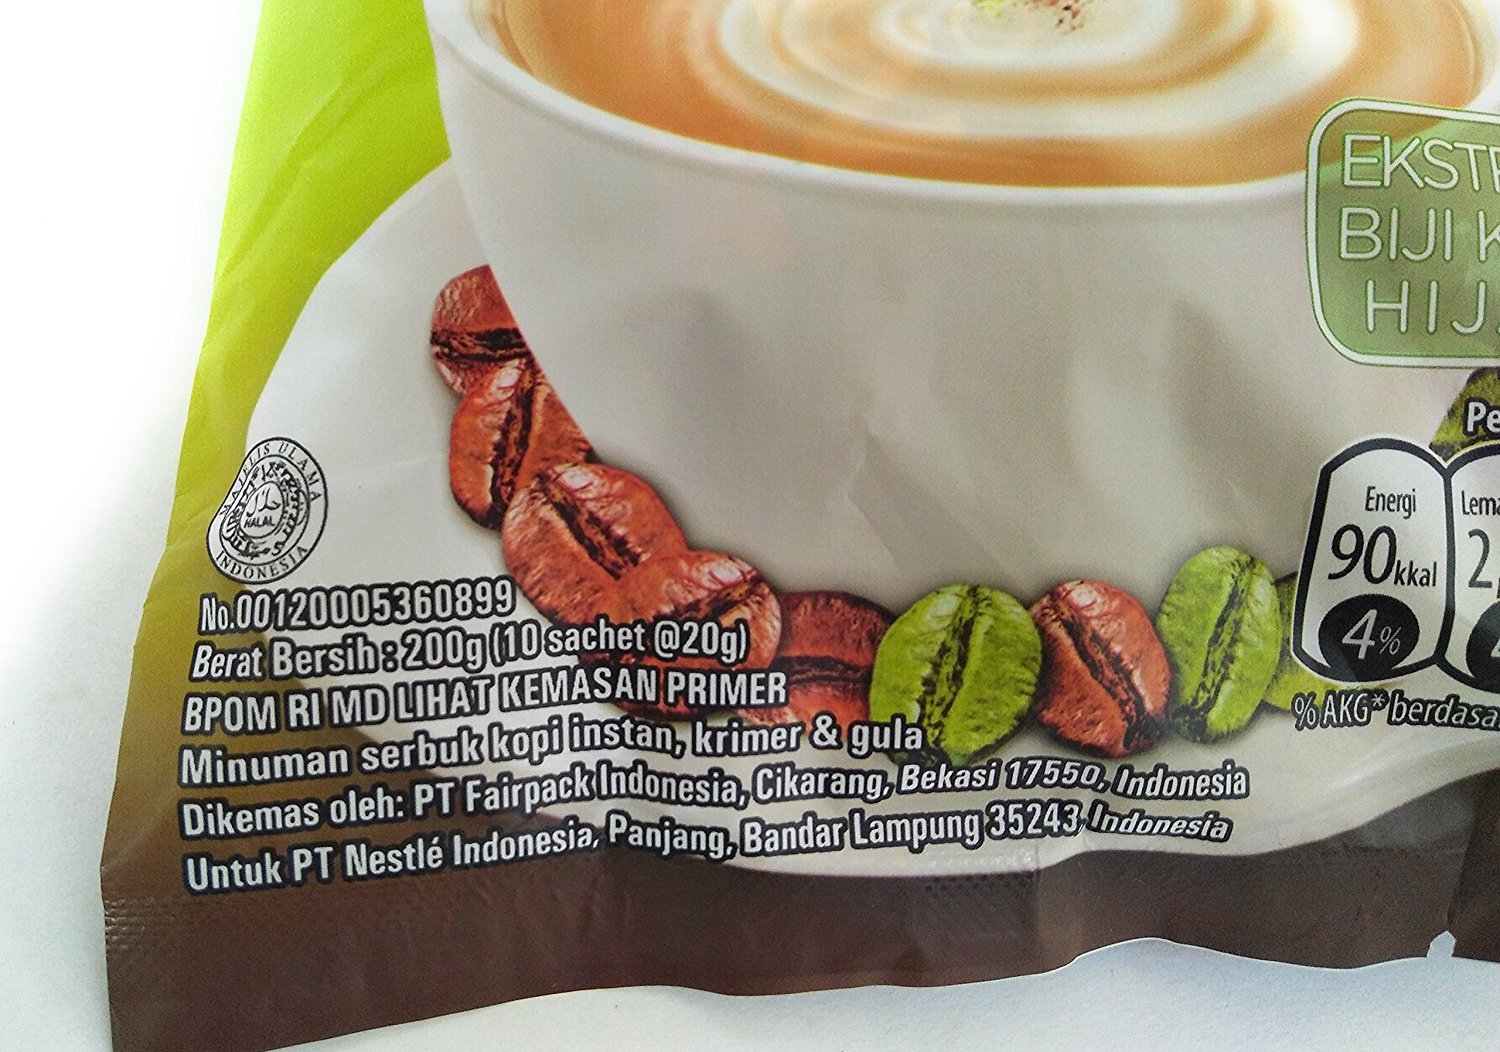 EKST
BIJI K
HIJ
Pe
Energi
90kkal
4%
Lema
2,
%AKG* berdasa
MAJELIS ULAMA
حلال
HALAL
INDONESIA
No.00120005360899
Berat Bersih : 200g (10 sachet @20g)
BPOM RI MD LIHAT KEMASAN PRIMER
Minuman serbuk kopi instan, krimer & gula
Dikemas oleh: PT Fairpack Indonesia, Cikarang, Bekasi 17550, Indonesia
Untuk PT Nestlé Indonesia, Panjang, Bandar Lampung 35243, Indonesia